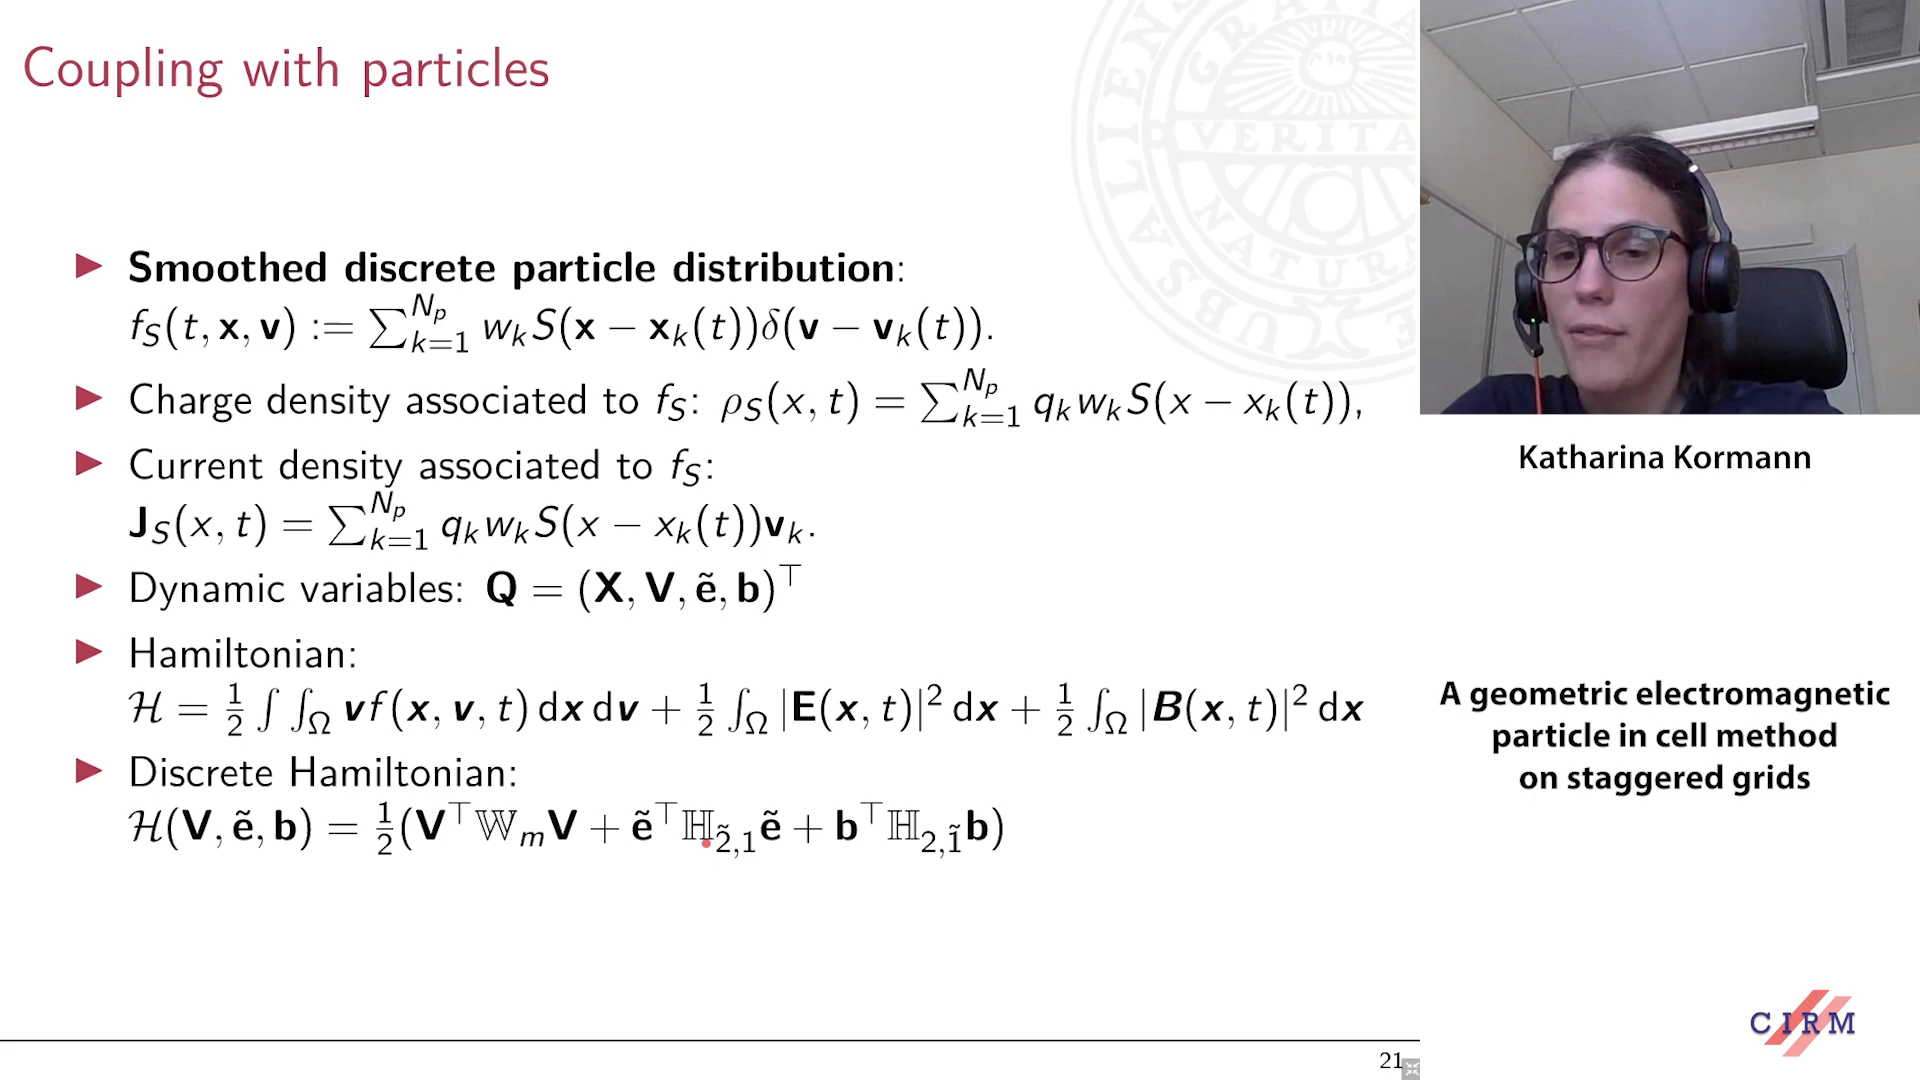 Coupling with particles
▶ Smoothed discrete particle distribution:
f_S(t, x, v) := ∑_{k=1}^{N_p} w_k S(x − x_k(t))δ(v − v_k(t)).
▶ Charge density associated to f_S: ρ_S(x, t) = ∑_{k=1}^{N_p} q_k w_k S(x − x_k(t)),
▶ Current density associated to f_S:
J_S(x, t) = ∑_{k=1}^{N_p} q_k w_k S(x − x_k(t))v_k.
▶ Dynamic variables: Q = (X, V, ẽ, b)^⊤
▶ Hamiltonian:
ℋ = ½ ∫ ∫_Ω v f(x, v, t) dx dv + ½ ∫_Ω |E(x, t)|² dx + ½ ∫_Ω |B(x, t)|² dx
▶ Discrete Hamiltonian:
ℋ(V, ẽ, b) = ½(V^⊤ 𝕎_m V + ẽ^⊤ ℍ_{2̃,1} ẽ + b^⊤ ℍ_{2,1̃} b)
21
VERITA
GRATIAE
NATURAE
SUBSALIENS
Katharina Kormann
A geometric electromagnetic
particle in cell method
on staggered grids
CIRM